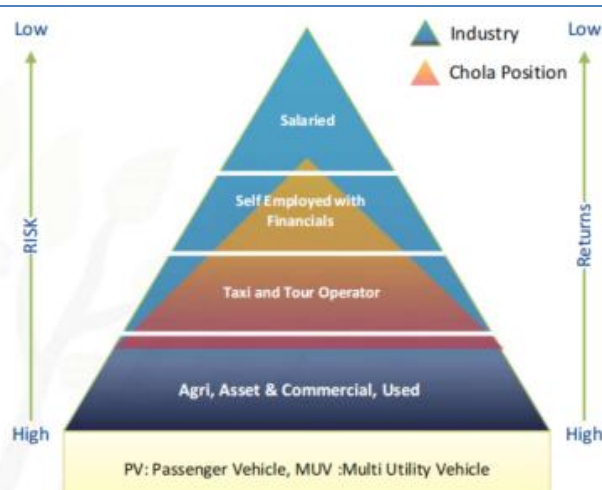 Low
Industry
Chola Position
Low
Salaried
Self Employed with
Financials
RISK
Returns
Taxi and Tour Operator
Agri, Asset & Commercial, Used
High
High
PV: Passenger Vehicle, MUV :Multi Utility Vehicle